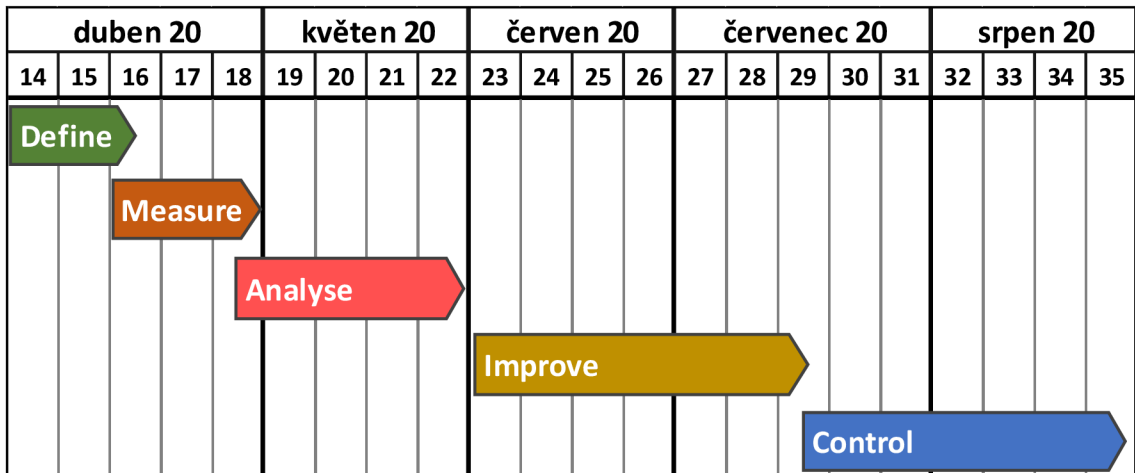 duben 20 květen 20 červen 20 červenec 20 srpen 20
14 15 16 17 18 19 20 21 22 23 24 25 26 27 28 29 30 31 32 33 34 35
Define
Measure
Analyse
Improve
Control